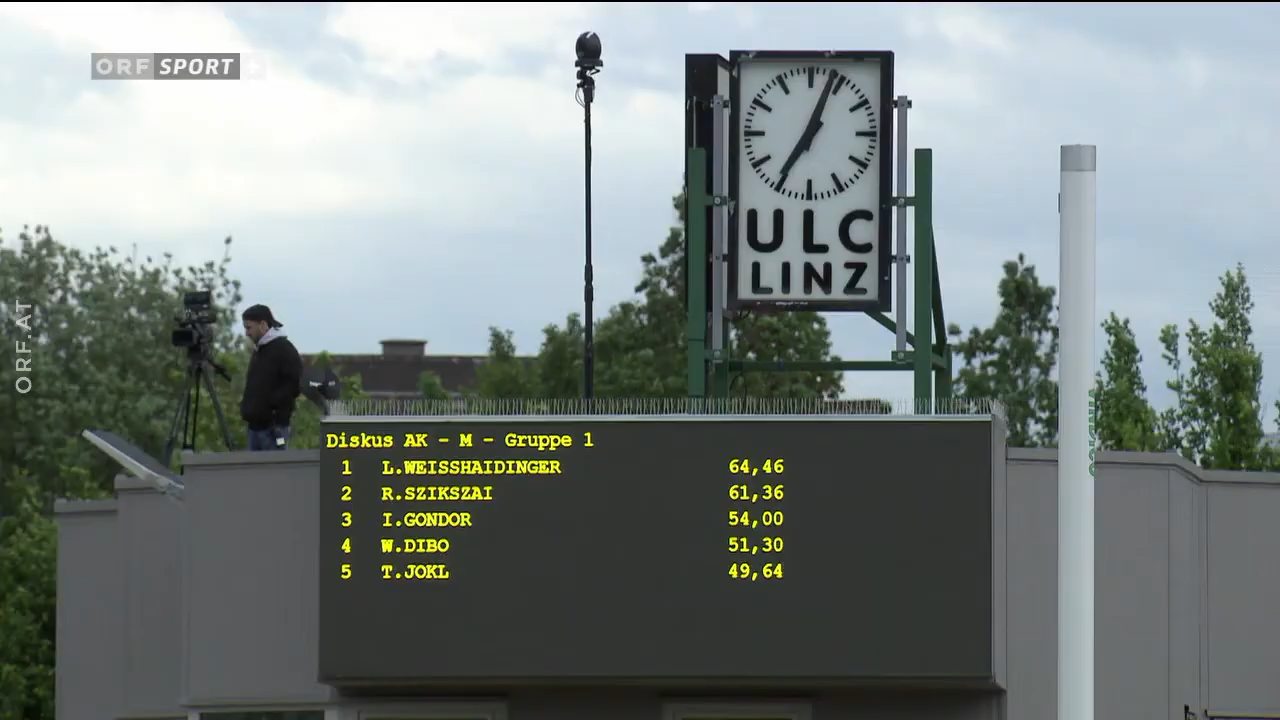 ORF SPORT +
ULC
LINZ
ORF.AT
Diskus AK - M - Gruppe 1
1 L.WEISSHAIDINGER 64,46
2 R.SZIKSZAI 61,36
3 I.GONDOR 54,00
4 W.DIBO 51,30
5 T.JOKL 49,64